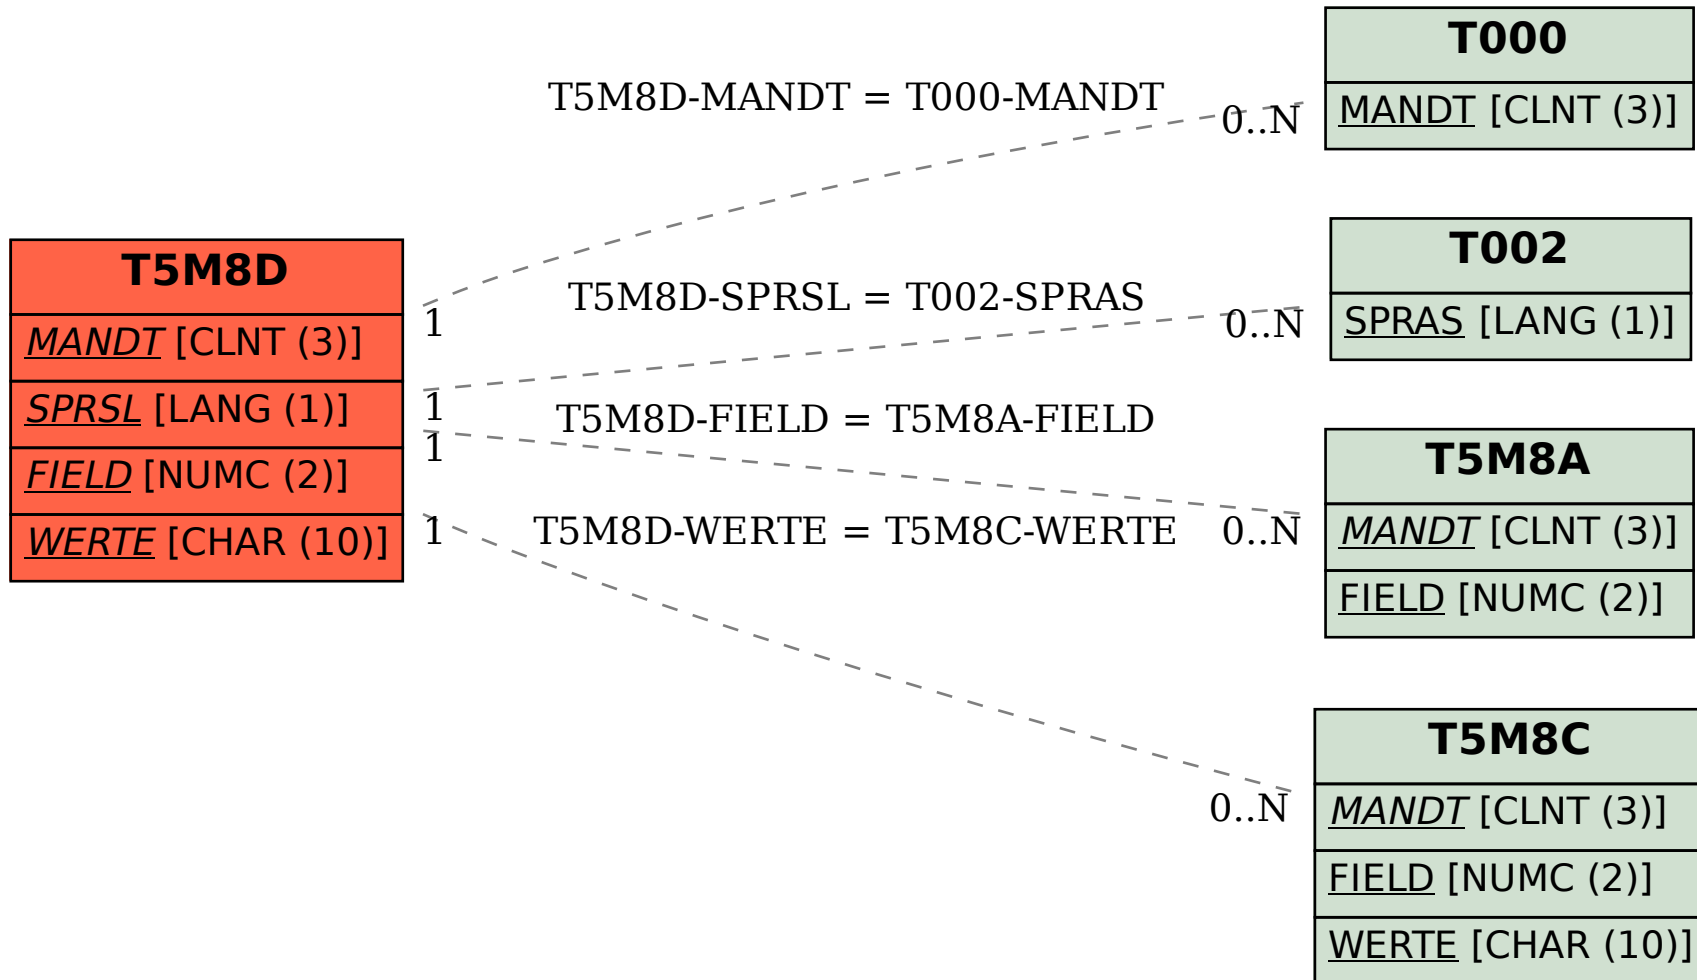 T5M8D
MANDT [CLNT (3)]
SPRSL [LANG (1)]
FIELD [NUMC (2)]
WERTE [CHAR (10)]
T5M8D-MANDT = T000-MANDT
0..N
1
T5M8D-SPRSL = T002-SPRAS
0..N
1
T5M8D-FIELD = T5M8A-FIELD
1
0..N
T5M8D-WERTE = T5M8C-WERTE
1
0..N
T000
MANDT [CLNT (3)]
T002
SPRAS [LANG (1)]
T5M8A
MANDT [CLNT (3)]
FIELD [NUMC (2)]
T5M8C
MANDT [CLNT (3)]
FIELD [NUMC (2)]
WERTE [CHAR (10)]